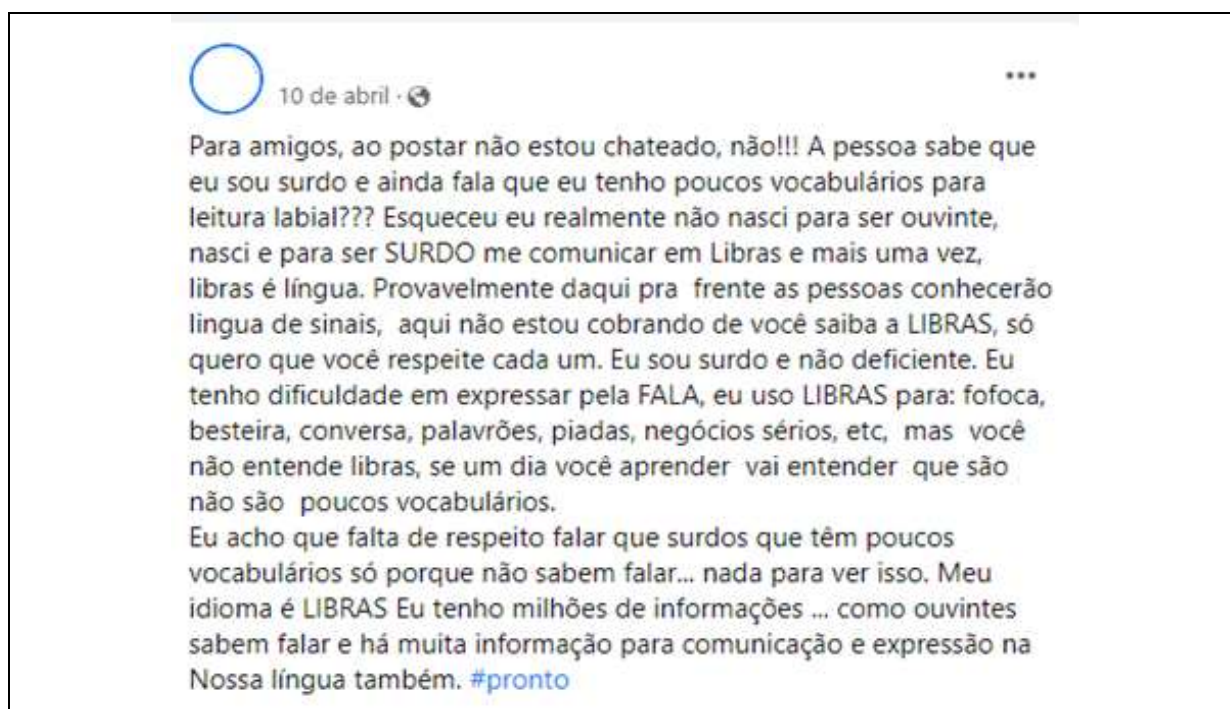 10 de abril ·
Para amigos, ao postar não estou chateado, não!!! A pessoa sabe que
eu sou surdo e ainda fala que eu tenho poucos vocabulários para
leitura labial??? Esqueceu eu realmente não nasci para ser ouvinte,
nasci e para ser SURDO me comunicar em Libras e mais uma vez,
libras é língua. Provavelmente daqui pra frente as pessoas conhecerão
lingua de sinais, aqui não estou cobrando de você saiba a LIBRAS, só
quero que você respeite cada um. Eu sou surdo e não deficiente. Eu
tenho dificuldade em expressar pela FALA, eu uso LIBRAS para: fofoca,
besteira, conversa, palavrões, piadas, negócios sérios, etc, mas você
não entende libras, se um dia você aprender vai entender que são
não são poucos vocabulários.
Eu acho que falta de respeito falar que surdos que têm poucos
vocabulários só porque não sabem falar... nada para ver isso. Meu
idioma é LIBRAS Eu tenho milhões de informações ... como ouvintes
sabem falar e há muita informação para comunicação e expressão na
Nossa língua também. #pronto